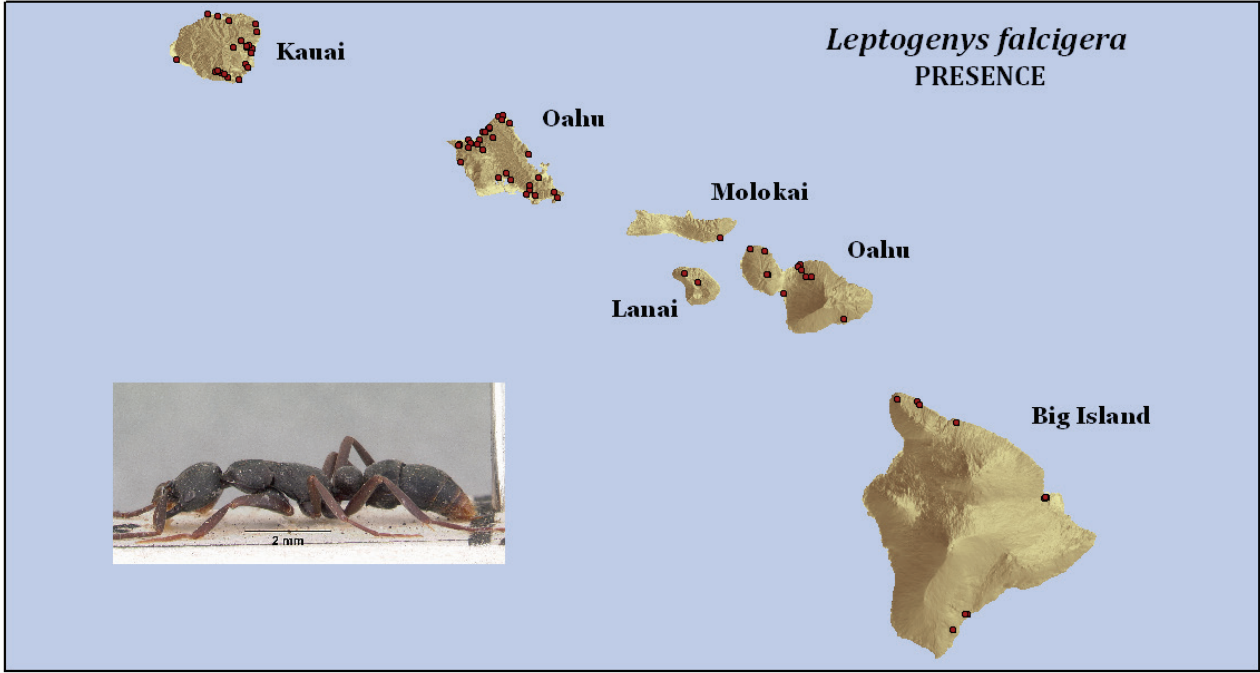 Leptogenys falcigera
PRESENCE
Kauai
Oahu
Molokai
Oahu
Lanai
Big Island
2 mm